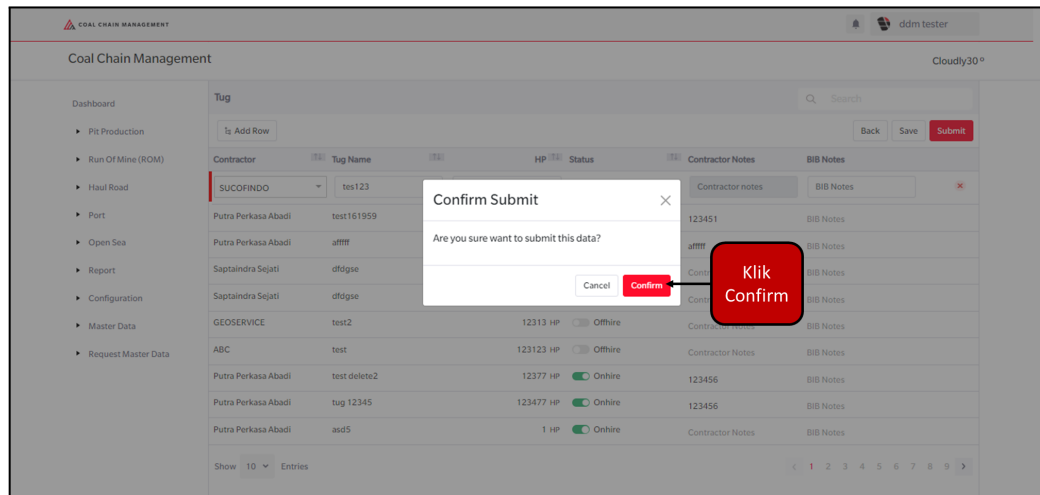 COAL CHAIN MANAGEMENT
ddm tester
Coal Chain Management
Cloudly30°
Dashboard
Pit Production
Run Of Mine (ROM)
Haul Road
Port
Open Sea
Report
Configuration
Master Data
Request Master Data
Tug
Search
Add Row
Back Save Submit
Contractor Tug Name HP Status Contractor Notes BIB Notes
SUCOFINDO tes123 Contractor notes BIB Notes
Putra Perkasa Abadi test161959 123451 BIB Notes
Putra Perkasa Abadi afffff affff BIB Notes
Saptaindra Sejati dfdgse BIB Notes
Saptaindra Sejati dfdgse BIB Notes
GEOSERVICE test2 12313 HP Offhire Contractor Notes BIB Notes
ABC test 123123 HP Offhire Contractor Notes BIB Notes
Putra Perkasa Abadi test delete2 12377 HP Onhire 123456 BIB Notes
Putra Perkasa Abadi tug 12345 123477 HP Onhire 123456 BIB Notes
Putra Perkasa Abadi asd5 1 HP Onhire Contractor Notes BIB Notes
Show 10 Entries
1 2 3 4 5 6 7 8 9
Confirm Submit
Are you sure want to submit this data?
Cancel Confirm
Klik
Confirm